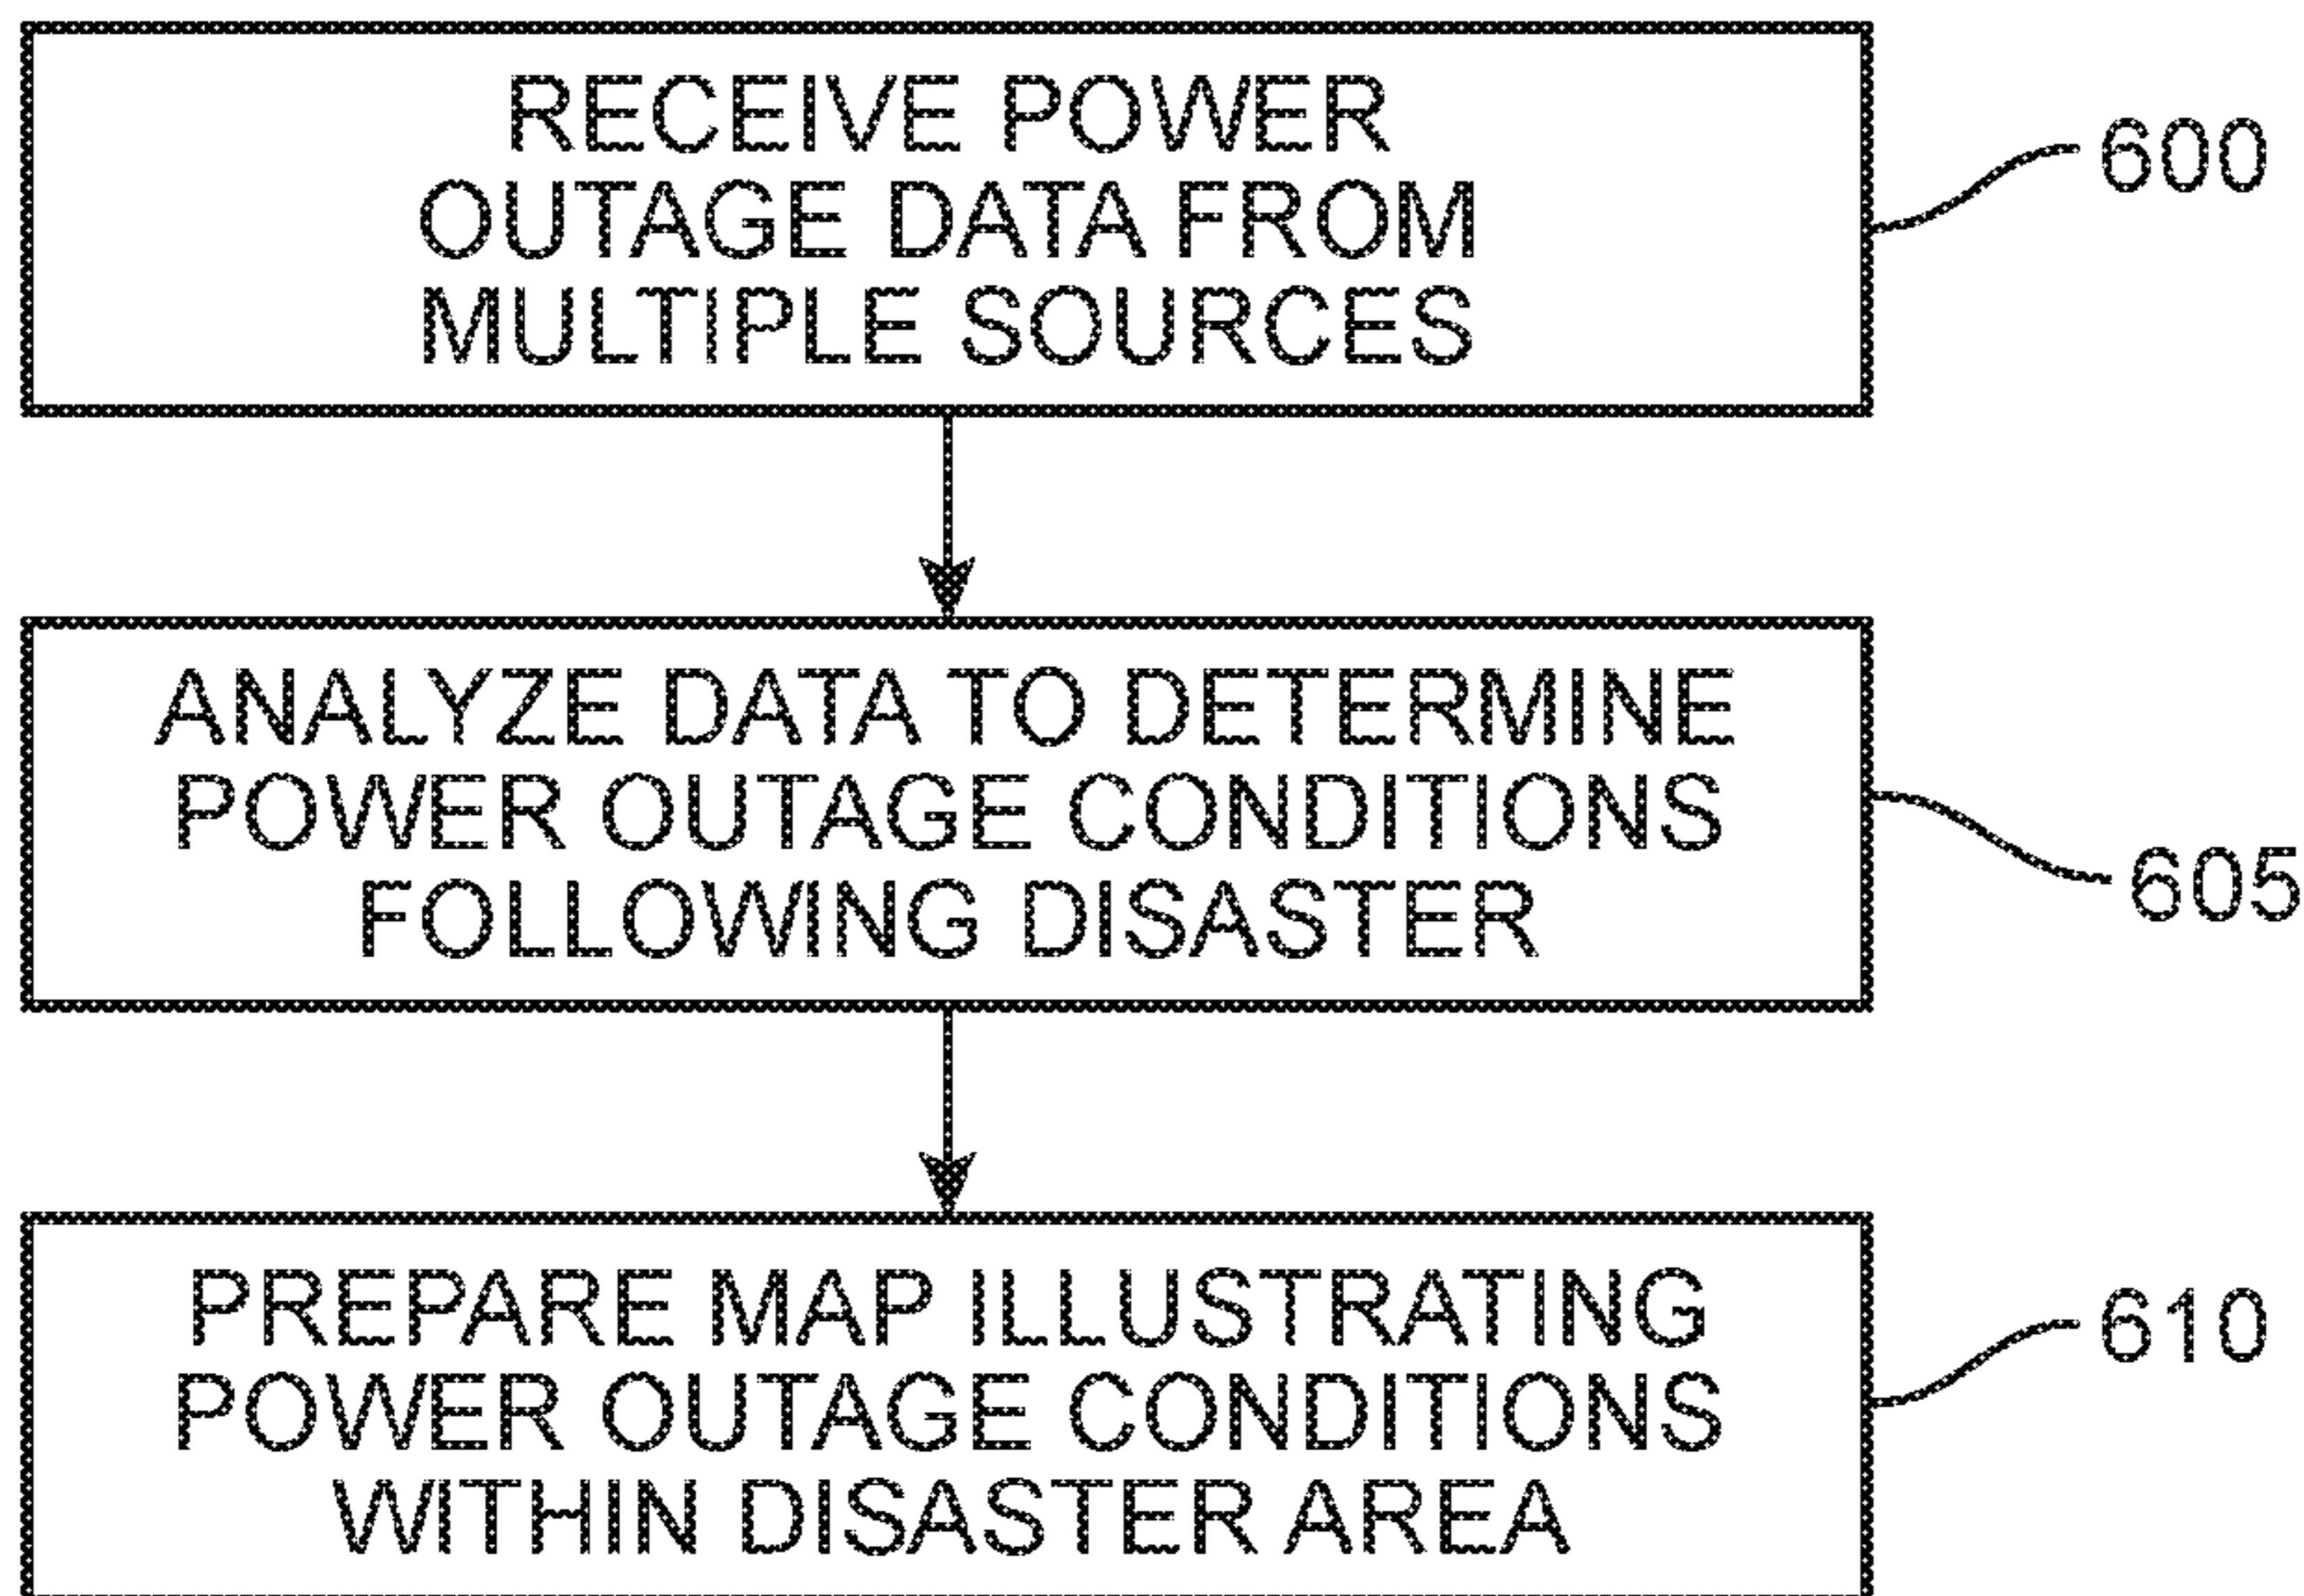 RECEIVE POWER
OUTAGE DATA FROM
MULTIPLE SOURCES
600
ANALYZE DATA TO DETERMINE
POWER OUTAGE CONDITIONS
FOLLOWING DISASTER
605
PREPARE MAP ILLUSTRATING
POWER OUTAGE CONDITIONS
WITHIN DISASTER AREA
610